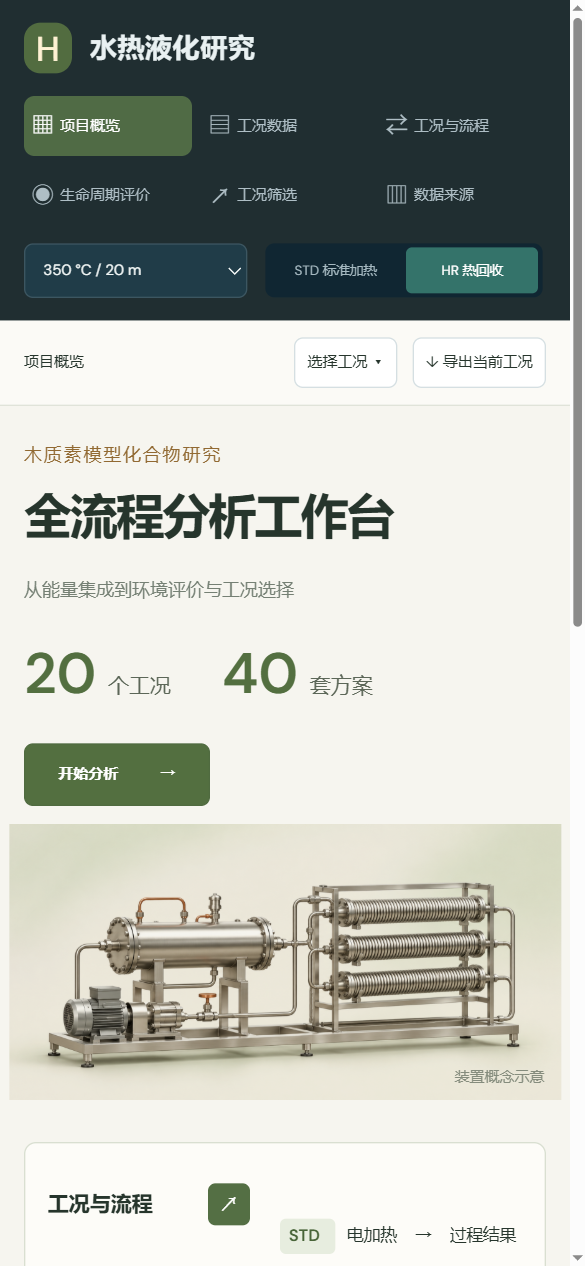 H 水热液化研究
项目概览 工况数据 工况与流程
生命周期评价 工况筛选 数据来源
350 °C / 20 m STD 标准加热 HR 热回收
项目概览 选择工况 ▾ ↓ 导出当前工况
木质素模型化合物研究
全流程分析工作台
从能量集成到环境评价与工况选择
20 个工况 40 套方案
开始分析 →
装置概念示意
工况与流程 ↗
STD 电加热 → 过程结果